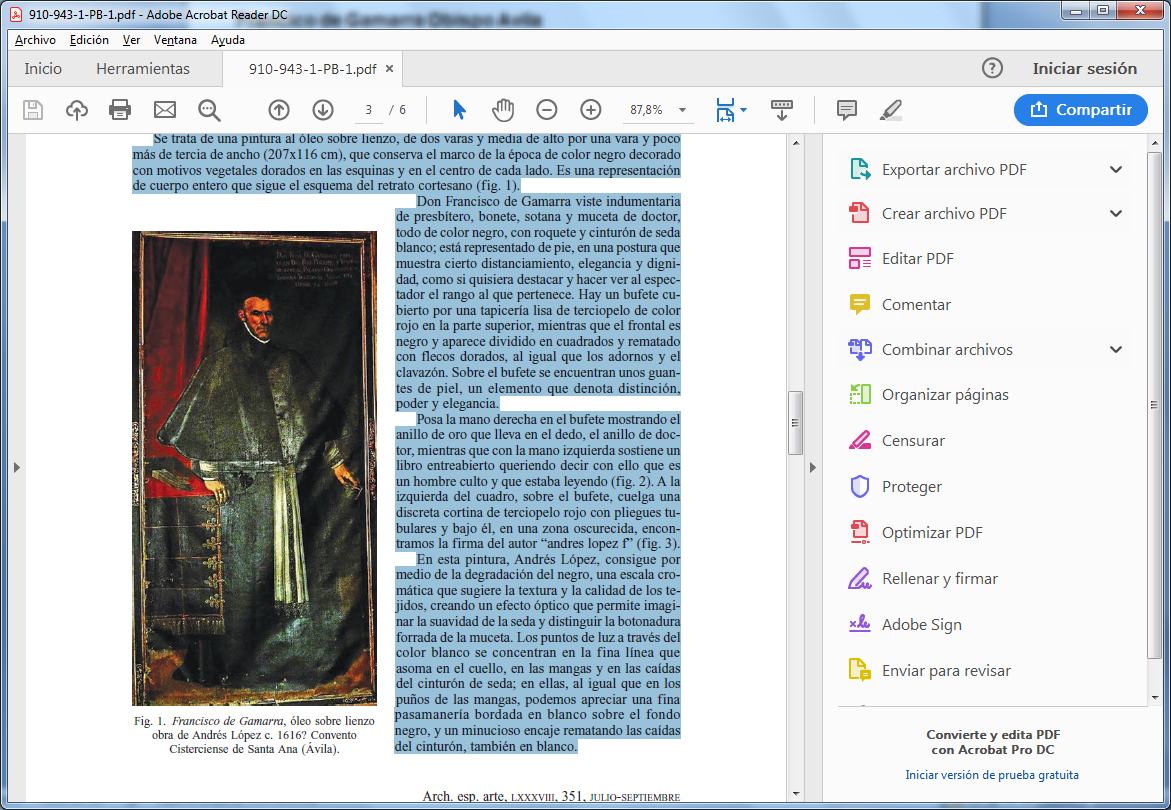 910-943-1-PB-1.pdf - Adobe Acrobat Reader DC
Francisco de Gamarra Obispo Avila
Archivo Edición Ver Ventana Ayuda
Inicio Herramientas 910-943-1-PB-1.pdf × Iniciar sesión
3 / 6 87,8% Compartir
Se trata de una pintura al óleo sobre lienzo, de dos varas y media de alto por una vara y poco
más de tercia de ancho (207x116 cm), que conserva el marco de la época de color negro decorado
con motivos vegetales dorados en las esquinas y en el centro de cada lado. Es una representación
de cuerpo entero que sigue el esquema del retrato cortesano (fig. 1).
Don Francisco de Gamarra viste indumentaria
de presbítero, bonete, sotana y muceta de doctor,
todo de color negro, con roquete y cinturón de seda
blanco; está representado de pie, en una postura que
muestra cierto distanciamiento, elegancia y digni-
dad, como si quisiera destacar y hacer ver al espec-
tador el rango al que pertenece. Hay un bufete cu-
bierto por una tapicería lisa de terciopelo de color
rojo en la parte superior, mientras que el frontal es
negro y aparece dividido en cuadrados y rematado
con flecos dorados, al igual que los adornos y el
clavazón. Sobre el bufete se encuentran unos guan-
tes de piel, un elemento que denota distinción,
poder y elegancia.
Posa la mano derecha en el bufete mostrando el
anillo de oro que lleva en el dedo, el anillo de doc-
tor, mientras que con la mano izquierda sostiene un
libro entreabierto queriendo decir con ello que es
un hombre culto y que estaba leyendo (fig. 2). A la
izquierda del cuadro, sobre el bufete, cuelga una
discreta cortina de terciopelo rojo con pliegues tu-
bulares y bajo él, en una zona oscurecida, encon-
tramos la firma del autor “andres lopez f” (fig. 3).
En esta pintura, Andrés López, consigue por
medio de la degradación del negro, una escala cro-
mática que sugiere la textura y la calidad de los te-
jidos, creando un efecto óptico que permite imagi-
nar la suavidad de la seda y distinguir la botonadura
forrada de la muceta. Los puntos de luz a través del
color blanco se concentran en la fina línea que
asoma en el cuello, en las mangas y en las caídas
del cinturón de seda; en ellas, al igual que en los
puños de las mangas, podemos apreciar una fina
pasamanería bordada en blanco sobre el fondo
negro, y un minucioso encaje rematando las caídas
del cinturón, también en blanco.
Fig. 1. Francisco de Gamarra, óleo sobre lienzo
obra de Andrés López c. 1616? Convento
Cisterciense de Santa Ana (Ávila).
Arch. esp. arte, LXXXVIII, 351, JULIO-SEPTIEMBRE
Exportar archivo PDF
Crear archivo PDF
Editar PDF
Comentar
Combinar archivos
Organizar páginas
Censurar
Proteger
Optimizar PDF
Rellenar y firmar
Adobe Sign
Enviar para revisar
Convierte y edita PDF
con Acrobat Pro DC
Iniciar versión de prueba gratuita